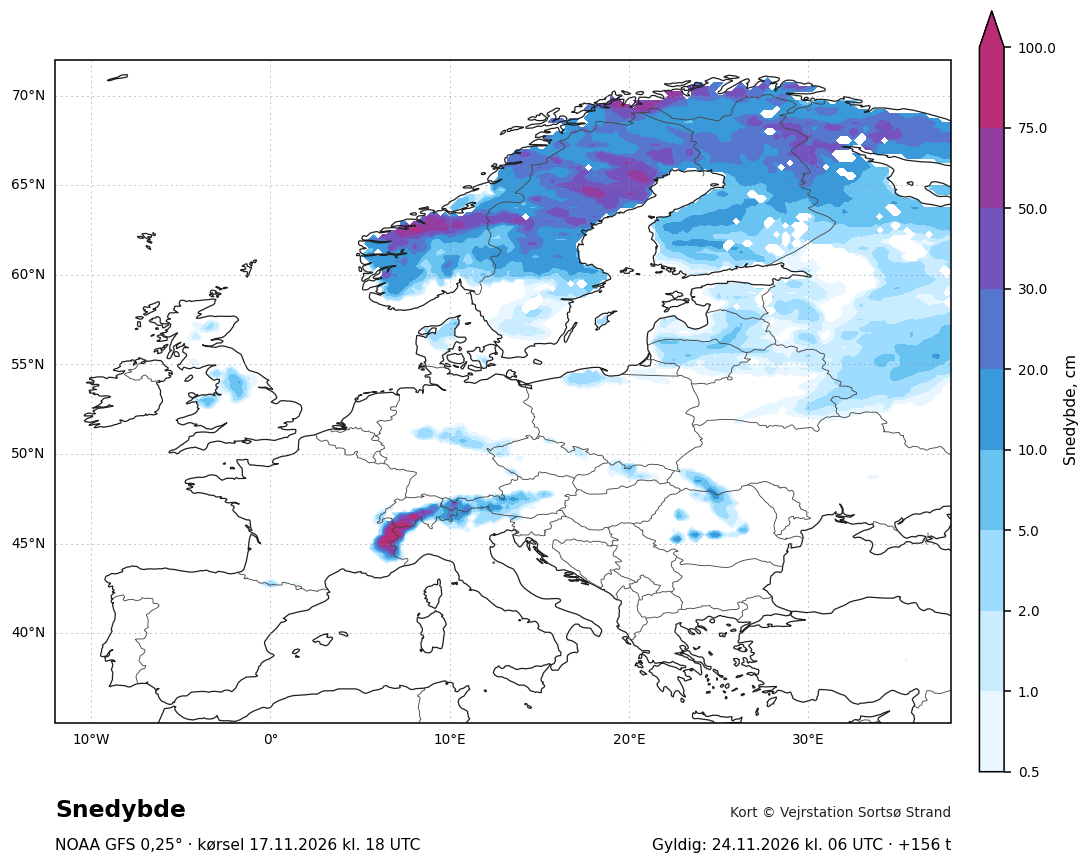 100.0
75.0
50.0
30.0
20.0
10.0
5.0
2.0
1.0
0.5
Snedybde, cm
70°N
65°N
60°N
55°N
50°N
45°N
40°N
10°W 0° 10°E 20°E 30°E
Snedybde
Kort © Vejrstation Sortsø Strand
NOAA GFS 0,25° · kørsel 17.11.2026 kl. 18 UTC
Gyldig: 24.11.2026 kl. 06 UTC · +156 t